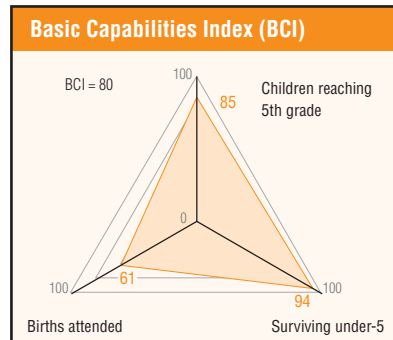 Basic Capabilities Index (BCI)
BCI = 80
100
85
Children reaching
5th grade
0
61
100
94
100
Births attended
Surviving under-5